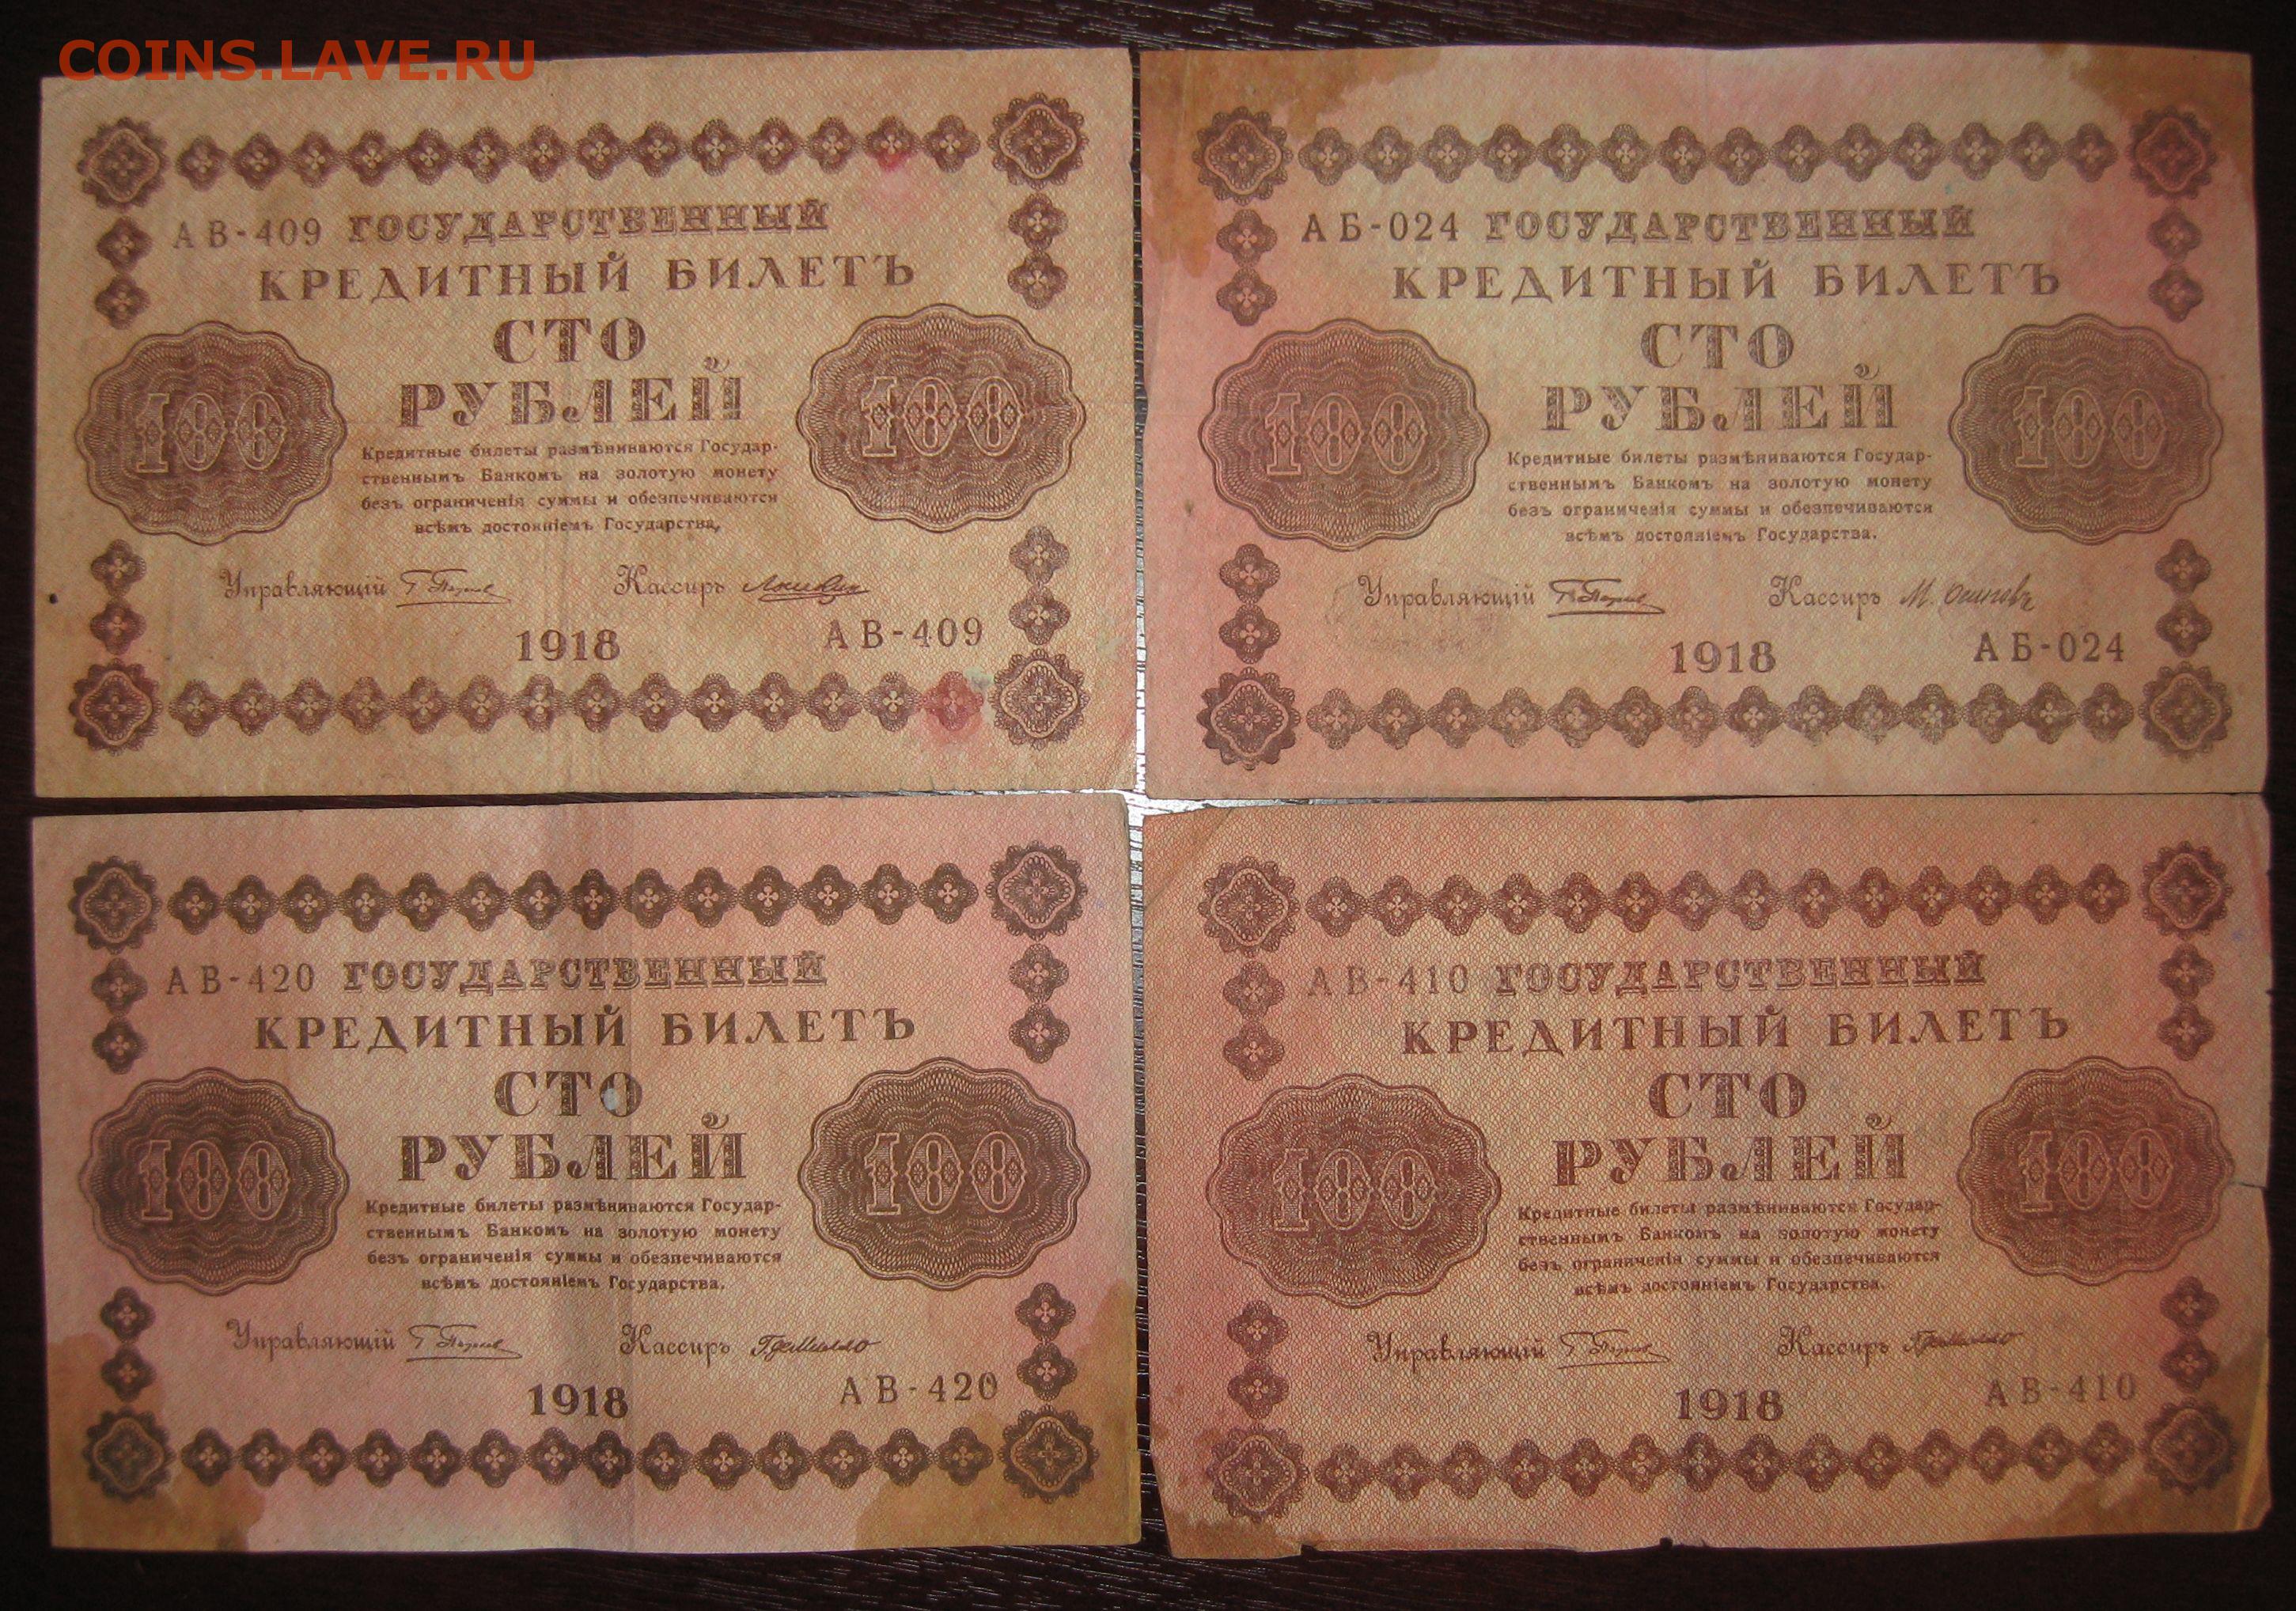 COINS.LAVE.RU
АВ-409 ГОСУДАРСТВЕННЫЙ
КРЕДИТНЫЙ БИЛЕТЪ
СТО
РУБЛЕЙ
100
100
Кредитные билеты размѣниваются Государ-
ственнымъ Банкомъ на золотую монету
безъ ограниченія суммы и обезпечиваются
всѣмъ достояніемъ Государства.
Управляющій
Кассиръ
1918
АВ-409
АБ-024 ГОСУДАРСТВЕННЫЙ
КРЕДИТНЫЙ БИЛЕТЪ
СТО
РУБЛЕЙ
100
100
Кредитные билеты размѣниваются Государ-
ственнымъ Банкомъ на золотую монету
безъ ограниченія суммы и обезпечиваются
всѣмъ достояніемъ Государства.
Управляющій
Кассиръ М. Осиповъ
1918
АБ-024
АВ-420 ГОСУДАРСТВЕННЫЙ
КРЕДИТНЫЙ БИЛЕТЪ
СТО
РУБЛЕЙ
100
100
Кредитные билеты размѣниваются Государ-
ственнымъ Банкомъ на золотую монету
безъ ограниченія суммы и обезпечиваются
всѣмъ достояніемъ Государства.
Управляющій
Кассиръ Г. деМилло
1918
АВ-420
АВ-410 ГОСУДАРСТВЕННЫЙ
КРЕДИТНЫЙ БИЛЕТЪ
СТО
РУБЛЕЙ
100
100
Кредитные билеты размѣниваются Государ-
ственнымъ Банкомъ на золотую монету
безъ ограниченія суммы и обезпечиваются
всѣмъ достояніемъ Государства.
Управляющій
Кассиръ Г. деМилло
1918
АВ-410